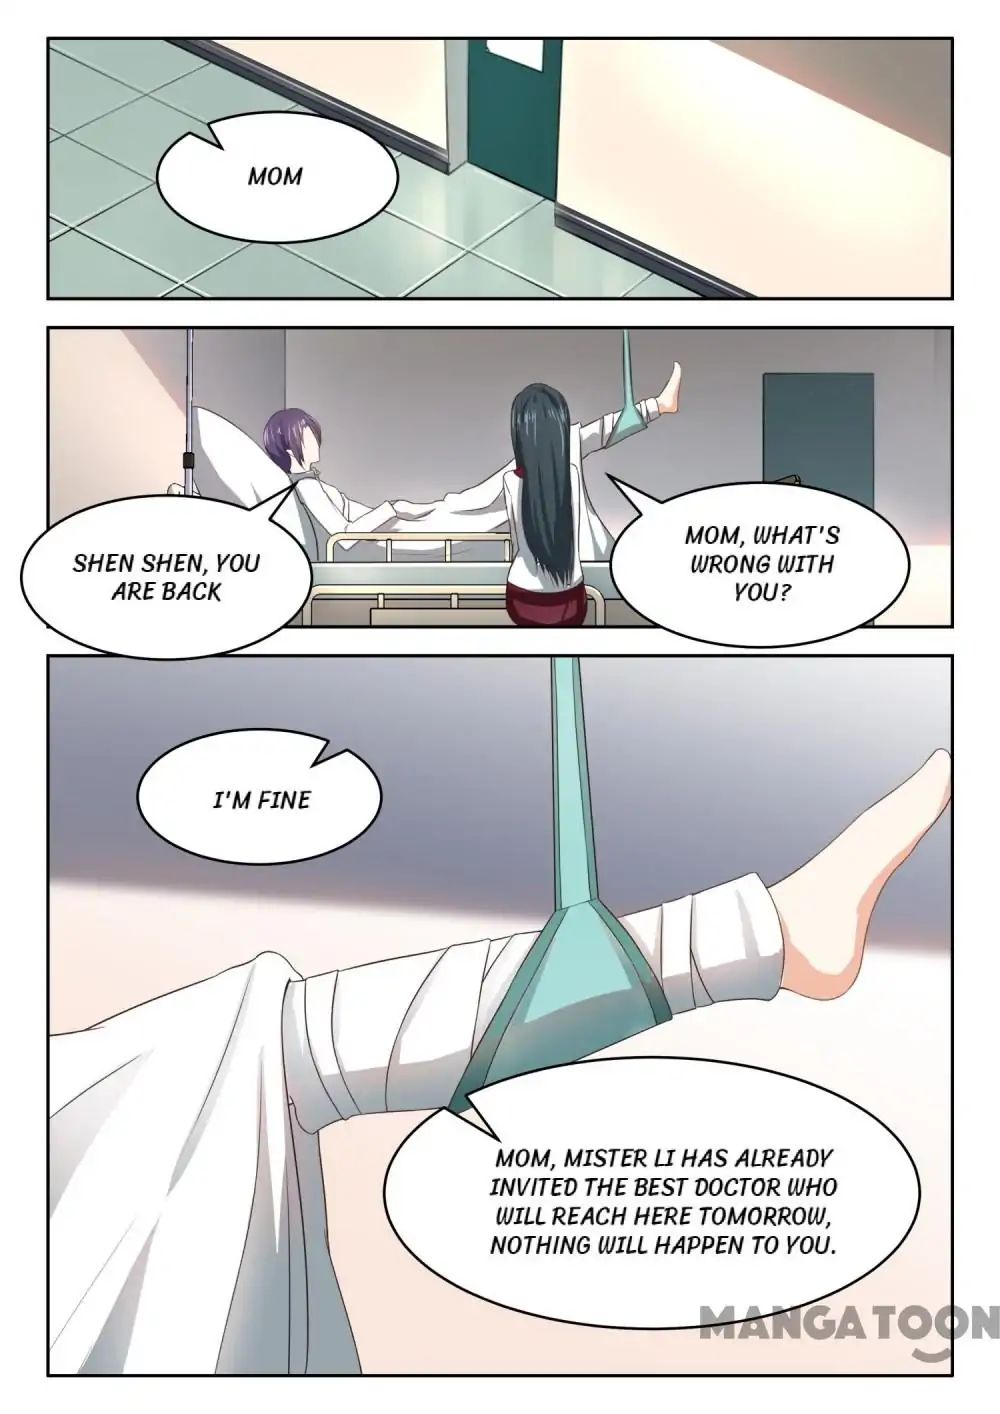 MOM
SHEN SHEN, YOU
ARE BACK
MOM, WHAT'S
WRONG WITH
YOU?
I'M FINE
MOM, MISTER LI HAS ALREADY
INVITED THE BEST DOCTOR WHO
WILL REACH HERE TOMORROW,
NOTHING WILL HAPPEN TO YOU.
MANGATOON